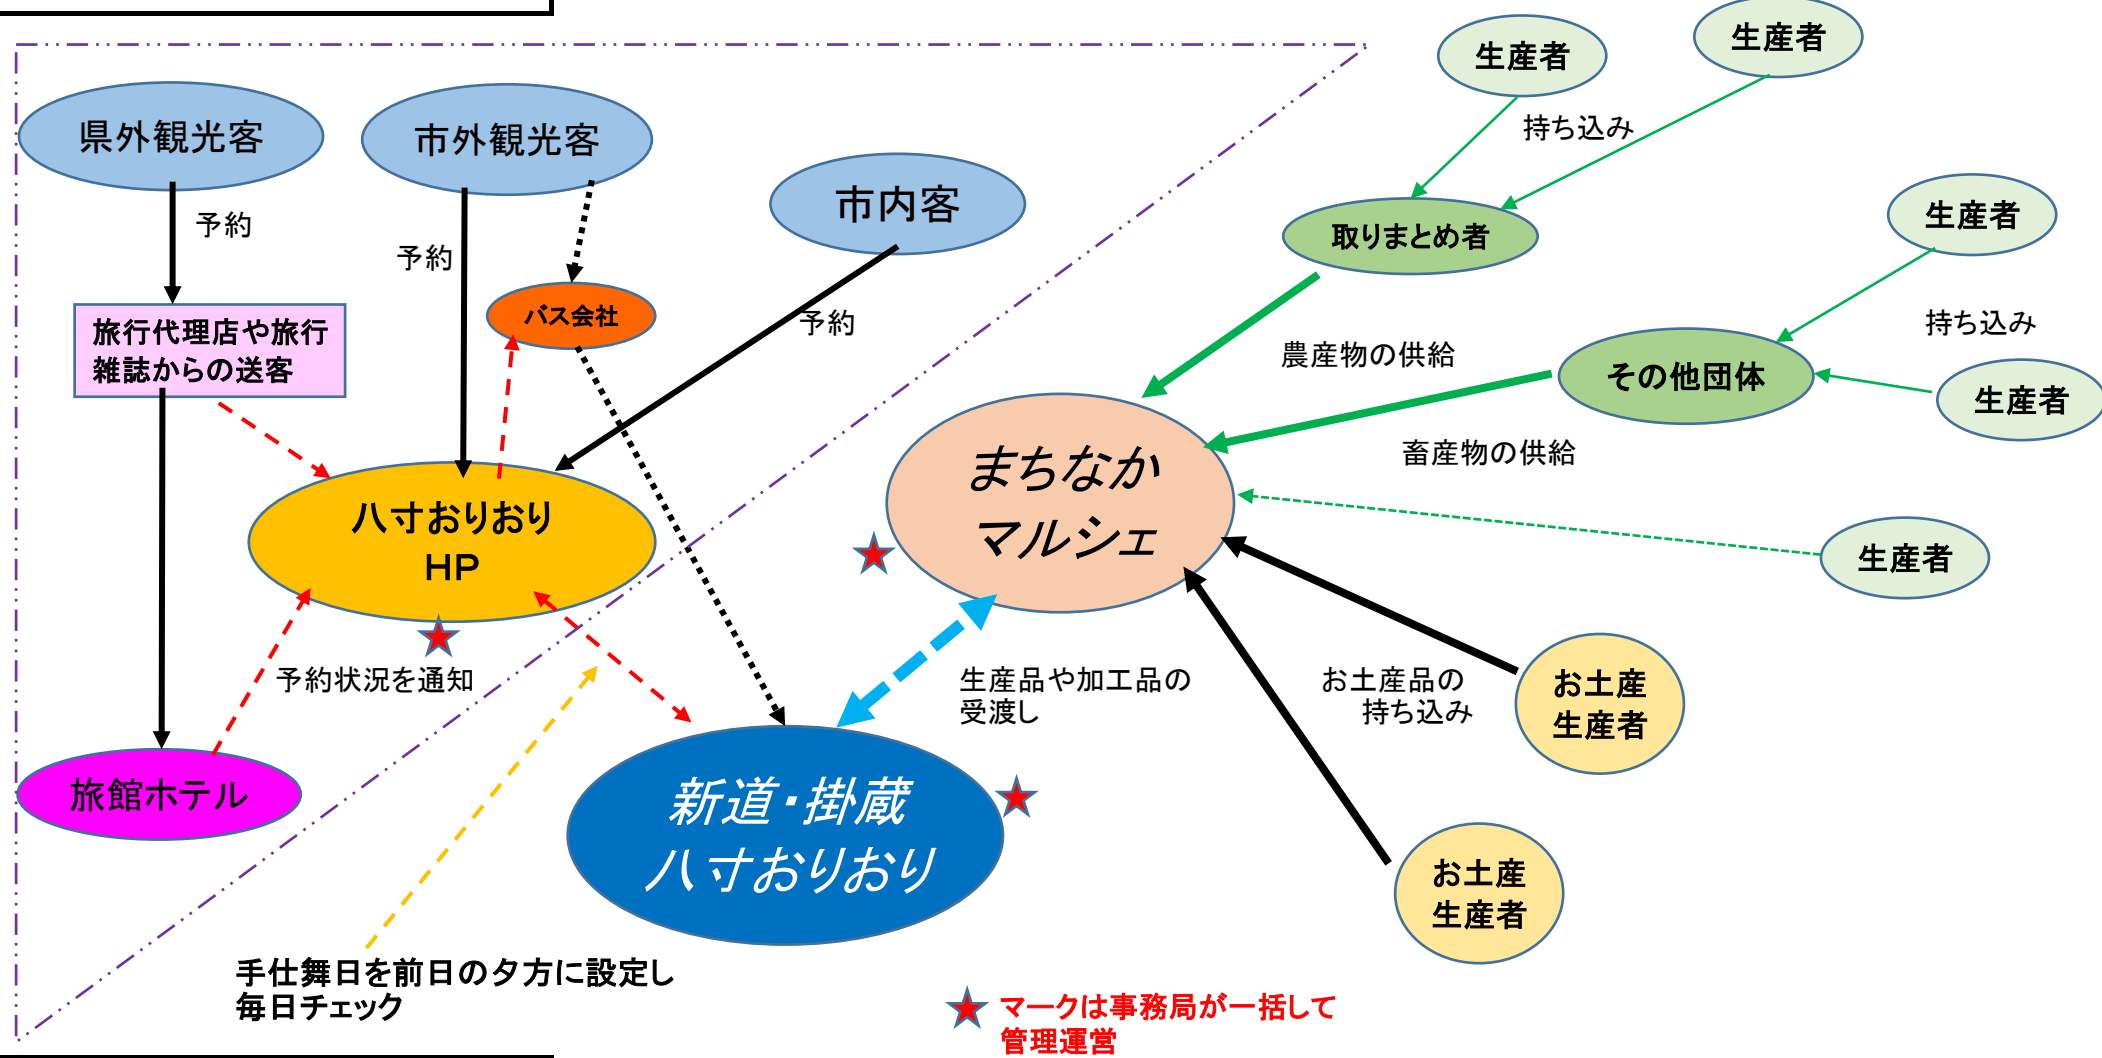 生産者
生産者
県外観光客
市外観光客
持ち込み
市内客
予約
生産者
取りまとめ者
予約
バス会社
予約
旅行代理店や旅行
雑誌からの送客
持ち込み
農産物の供給
その他団体
生産者
畜産物の供給
まちなか
マルシェ
八寸おりおり
HP
生産者
予約状況を通知
生産品や加工品の
受渡し
お土産品の
持ち込み
お土産
生産者
旅館ホテル
新道・掛蔵
八寸おりおり
お土産
生産者
手仕舞日を前日の夕方に設定し
毎日チェック
マークは事務局が一括して
管理運営